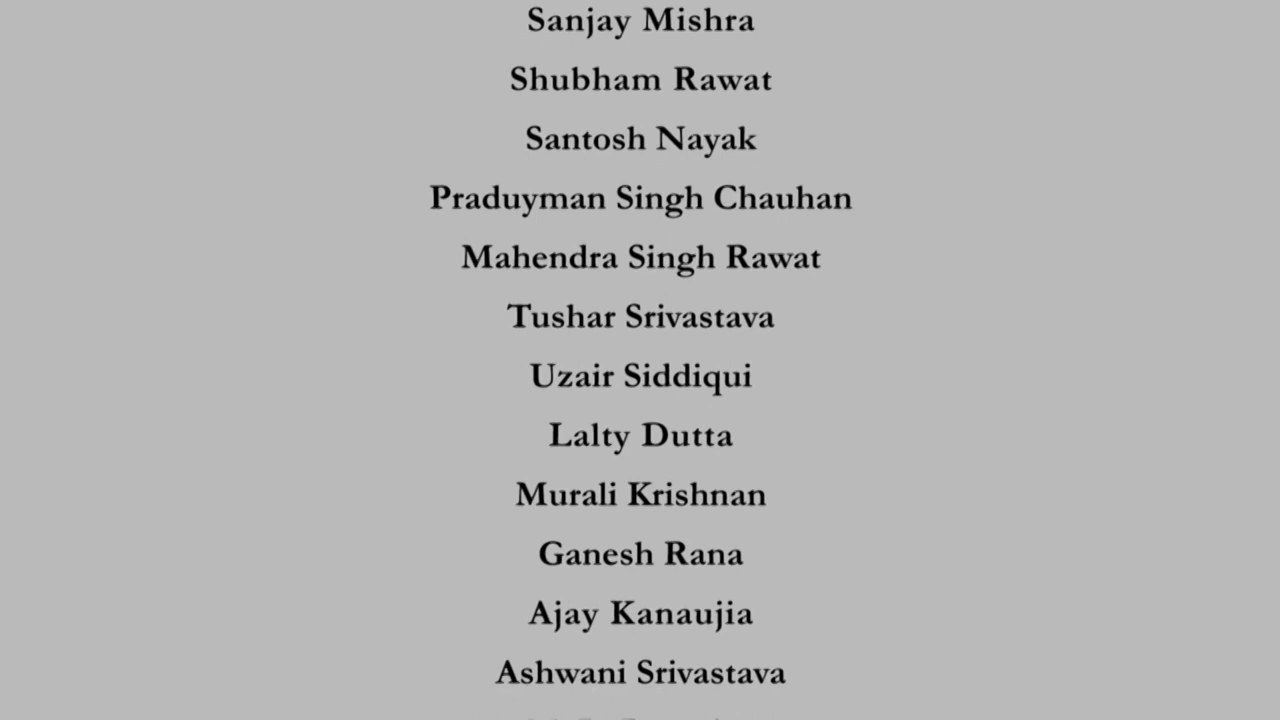 Sanjay Mishra
Shubham Rawat
Santosh Nayak
Praduyman Singh Chauhan
Mahendra Singh Rawat
Tushar Srivastava
Uzair Siddiqui
Lalty Dutta
Murali Krishnan
Ganesh Rana
Ajay Kanaujia
Ashwani Srivastava